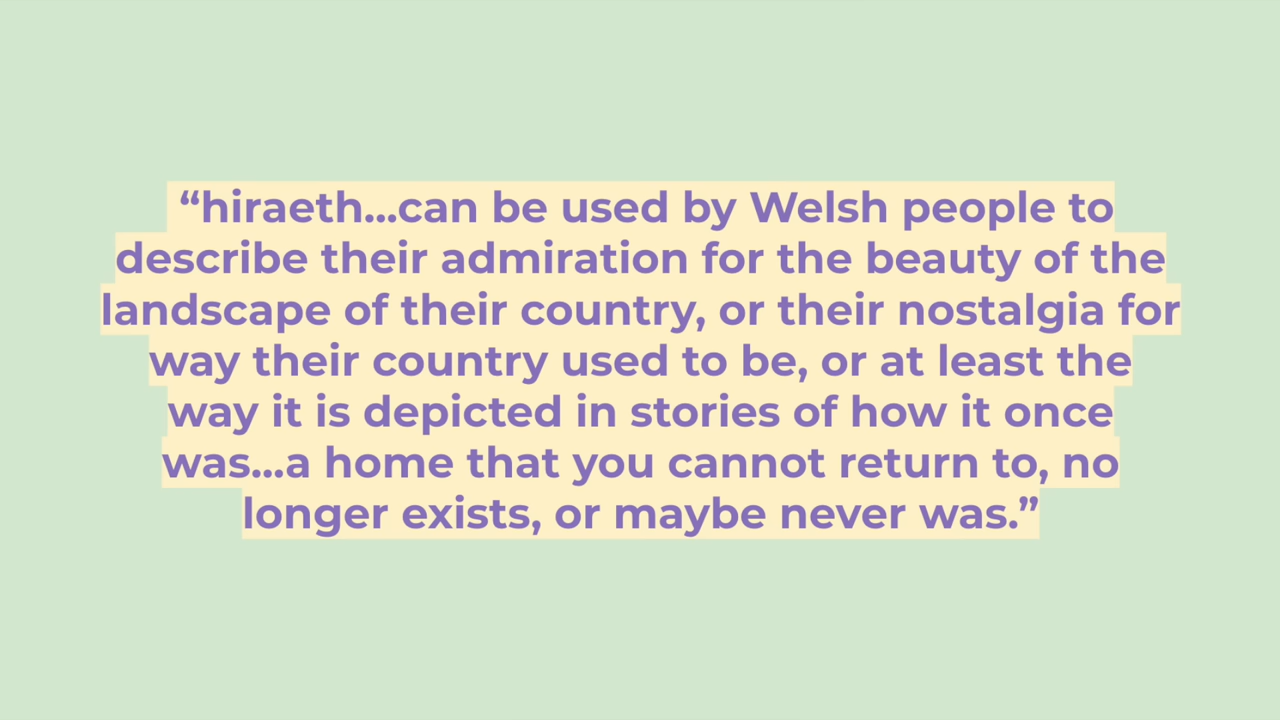 “hiraeth...can be used by Welsh people to
describe their admiration for the beauty of the
landscape of their country, or their nostalgia for
way their country used to be, or at least the
way it is depicted in stories of how it once
was...a home that you cannot return to, no
longer exists, or maybe never was.”